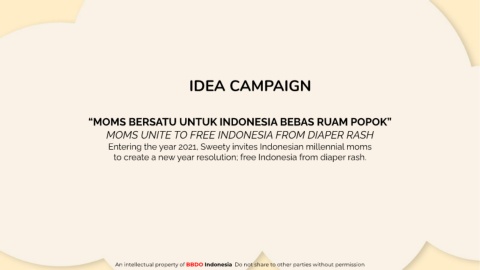 IDEA CAMPAIGN
“MOMS BERSATU UNTUK INDONESIA BEBAS RUAM POPOK”
MOMS UNITE TO FREE INDONESIA FROM DIAPER RASH
Entering the year 2021, Sweety invites Indonesian millennial moms
to create a new year resolution; free Indonesia from diaper rash.
An intellectual property of BBDO Indonesia Do not share to other parties without permission